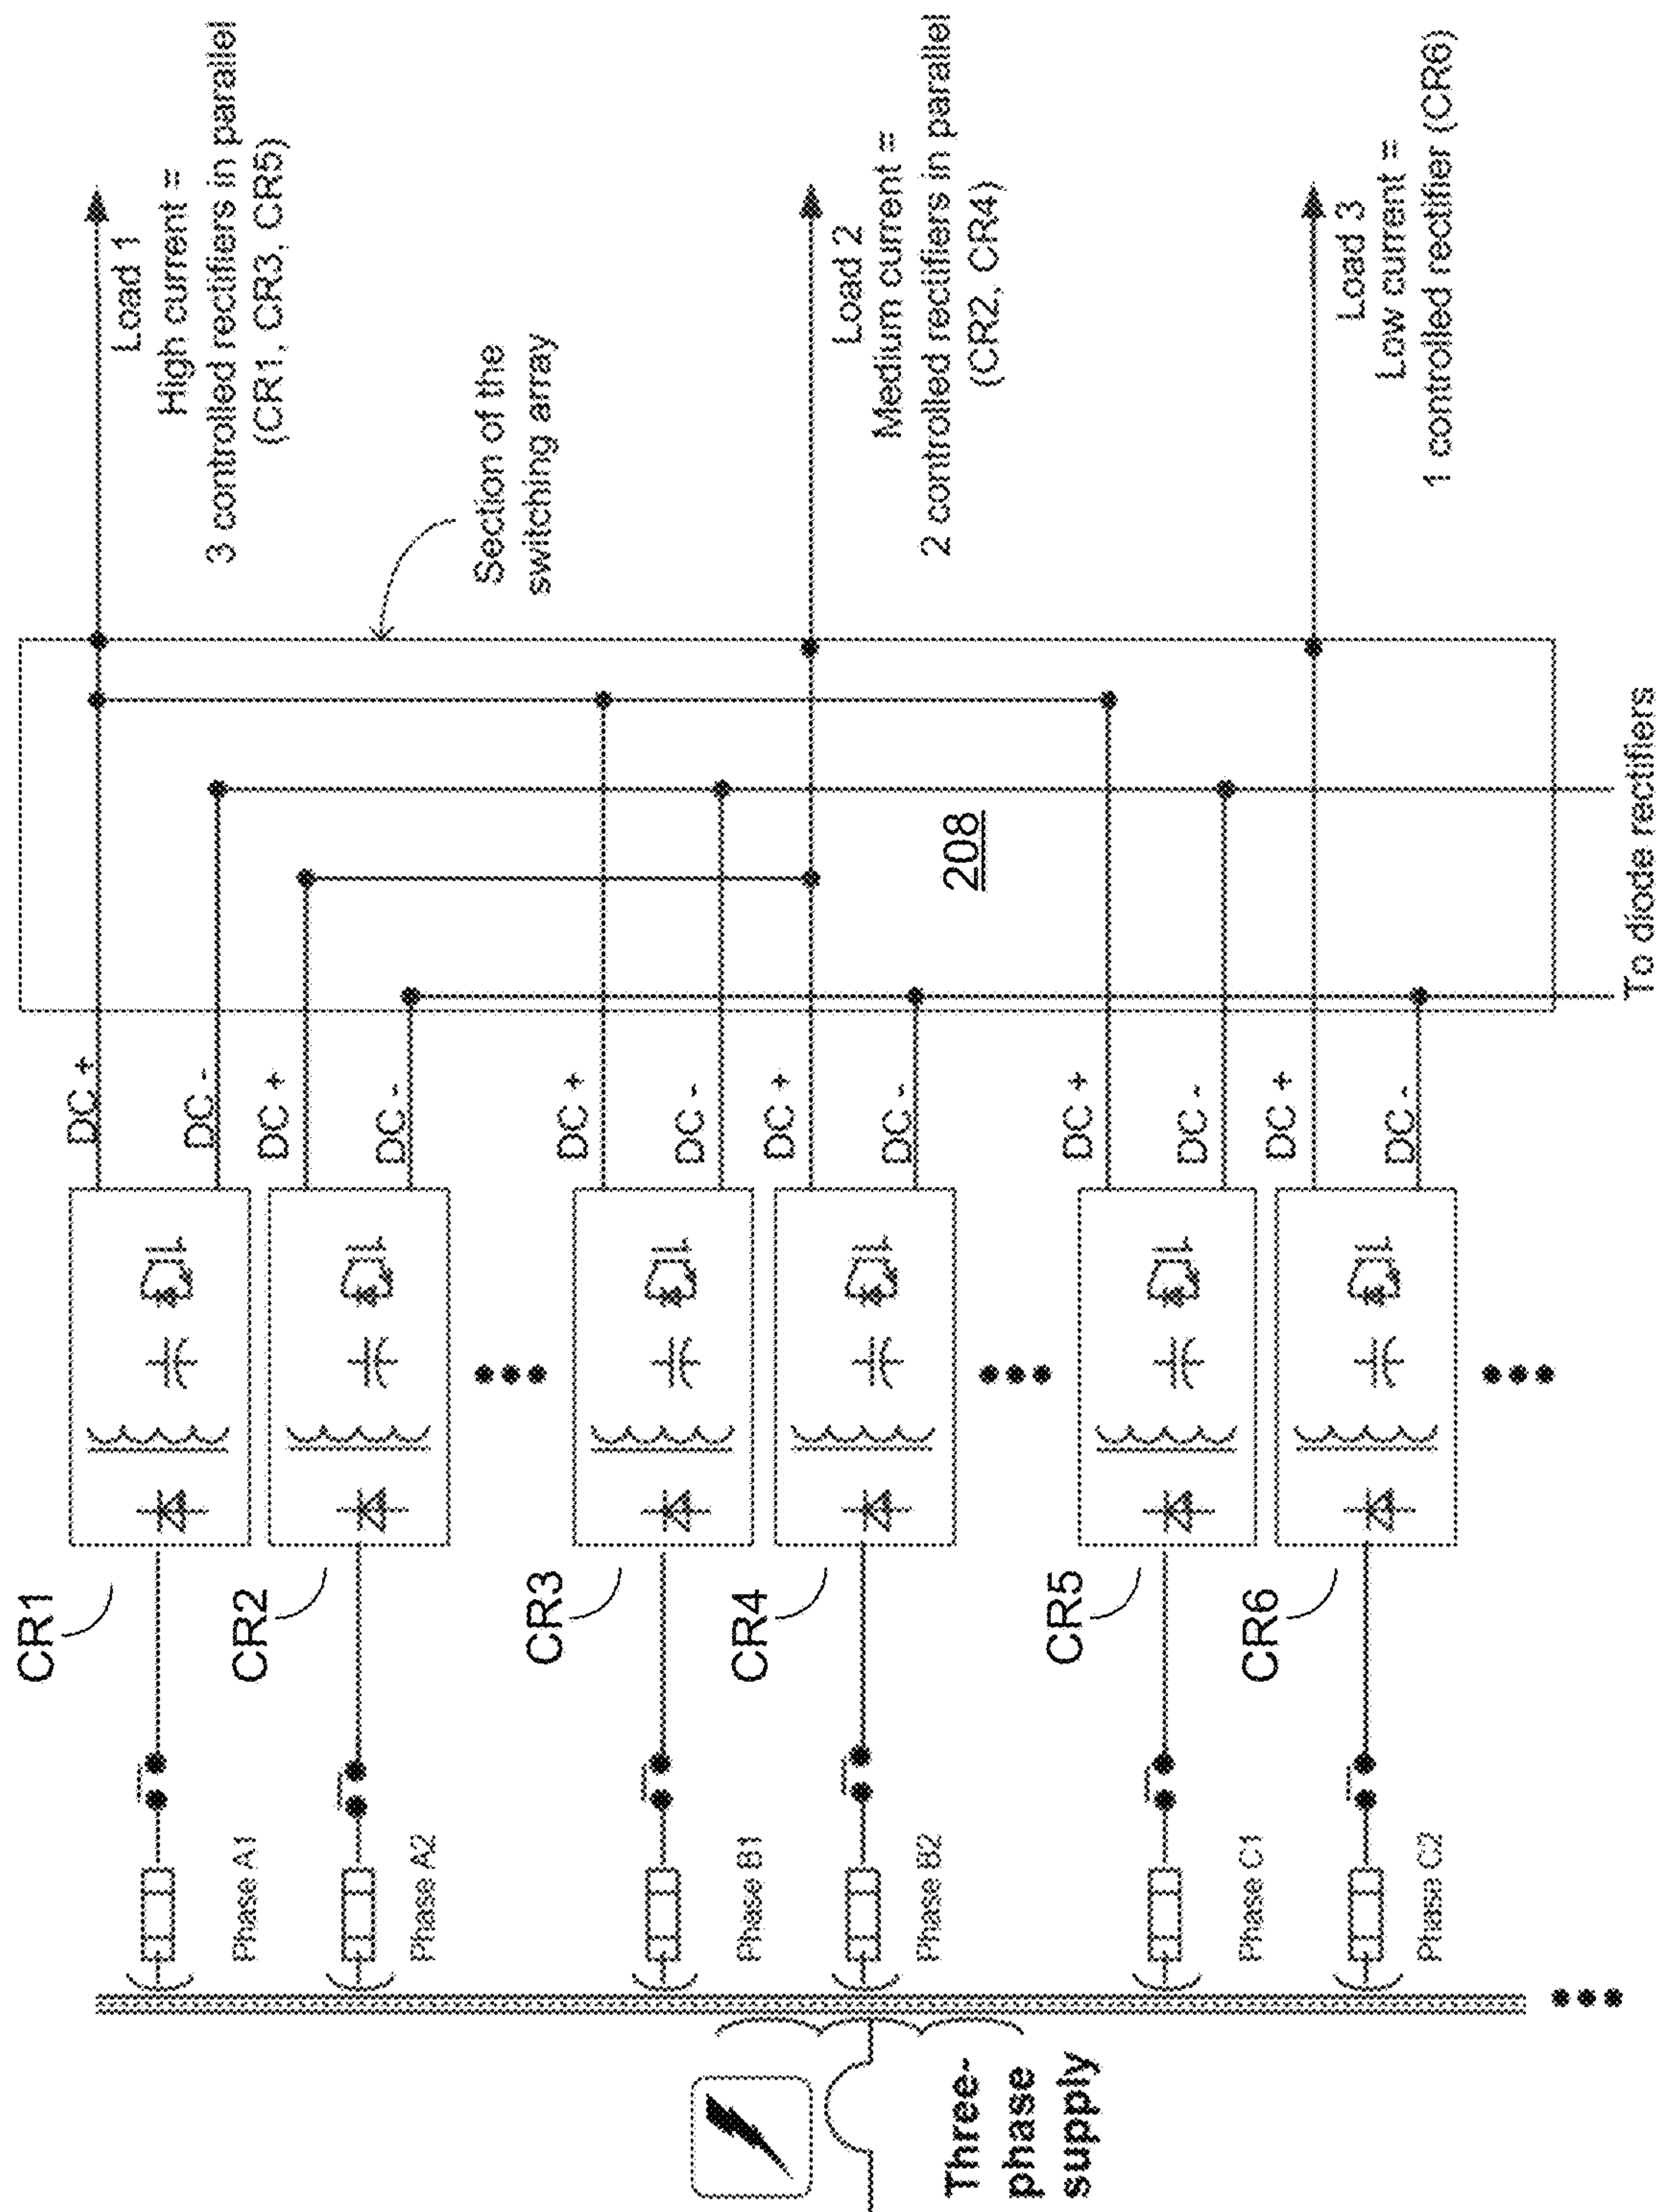 Three-
phase
supply
Phase A1
Phase A2
Phase B1
Phase B2
Phase C1
Phase C2
CR1
CR2
CR3
CR4
CR5
CR6
DC +
DC -
DC +
DC -
DC +
DC -
DC +
DC -
DC +
DC -
DC +
DC -
208
To diode rectifiers
Section of the
switching array
Load 1
High current =
3 controlled rectifiers in parallel
(CR1, CR3, CR5)
Load 2
Medium current =
2 controlled rectifiers in parallel
(CR2, CR4)
Load 3
Low current =
1 controlled rectifier (CR6)